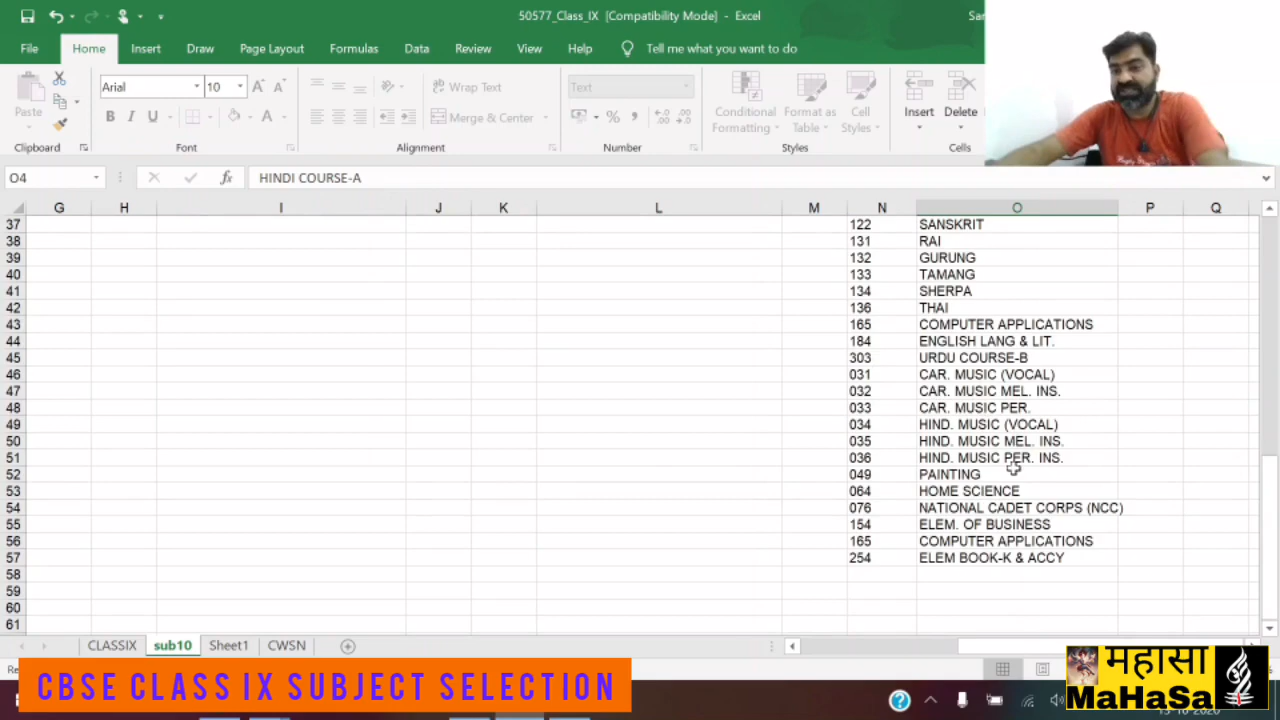 50577_Class_IX [Compatibility Mode] - Excel
File Home Insert Draw Page Layout Formulas Data Review View Help Tell me what you want to do
Arial 10
Wrap Text
Text
Paste
B I U
Merge & Center
Conditional Formatting
Format as Table
Cell Styles
Insert
Delete
Clipboard Font Alignment Number Styles Cells
O4 fx HINDI COURSE-A
G H I J K L M N O P Q
37 122 SANSKRIT
38 131 RAI
39 132 GURUNG
40 133 TAMANG
41 134 SHERPA
42 136 THAI
43 165 COMPUTER APPLICATIONS
44 184 ENGLISH LANG & LIT.
45 303 URDU COURSE-B
46 031 CAR. MUSIC (VOCAL)
47 032 CAR. MUSIC MEL. INS.
48 033 CAR. MUSIC PER.
49 034 HIND. MUSIC (VOCAL)
50 035 HIND. MUSIC MEL. INS.
51 036 HIND. MUSIC PER. INS.
52 049 PAINTING
53 064 HOME SCIENCE
54 076 NATIONAL CADET CORPS (NCC)
55 154 ELEM. OF BUSINESS
56 165 COMPUTER APPLICATIONS
57 254 ELEM BOOK-K & ACCY
58
59
60
61
CLASSIX sub10 Sheet1 CWSN
CBSE CLASS IX SUBJECT SELECTION
महासा
MaHaSa